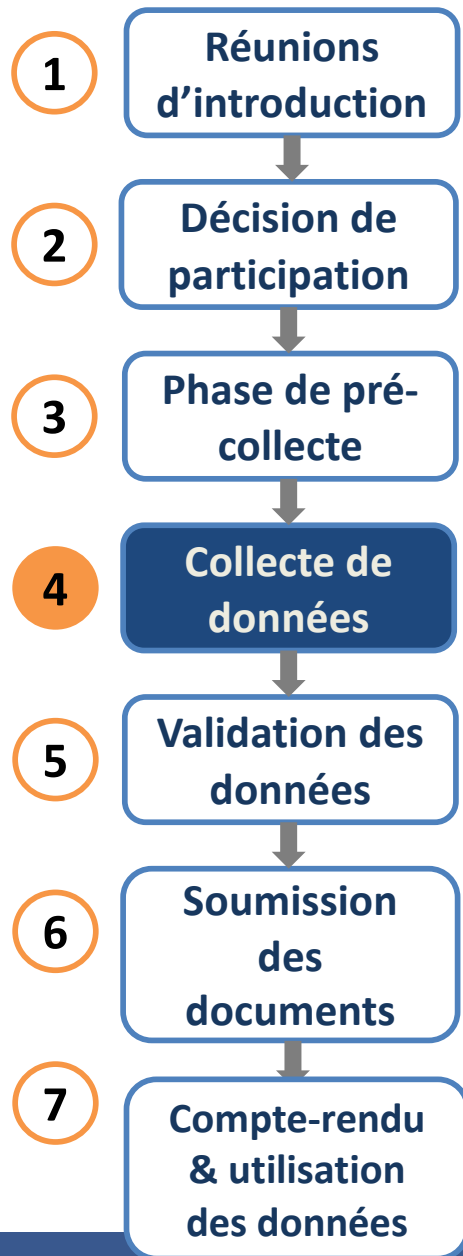 1
Réunions
d’introduction
2
Décision de
participation
3
Phase de pré-
collecte
4
Collecte de
données
5
Validation des
données
6
Soumission
des
documents
7
Compte-rendu
& utilisation
des données